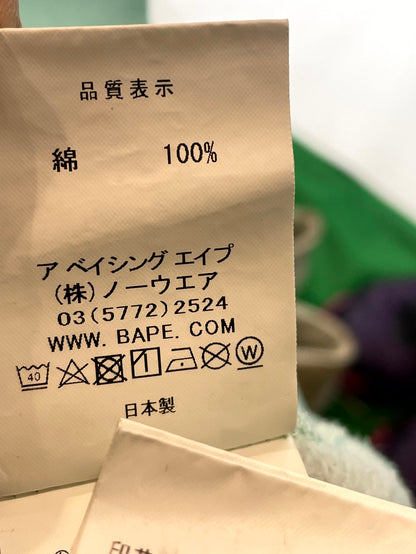 品質表示
綿 100%
ア ベイシング エイプ
(株)ノーウエア
03(5772)2524
WWW. BAPE. COM
40 W
日本製